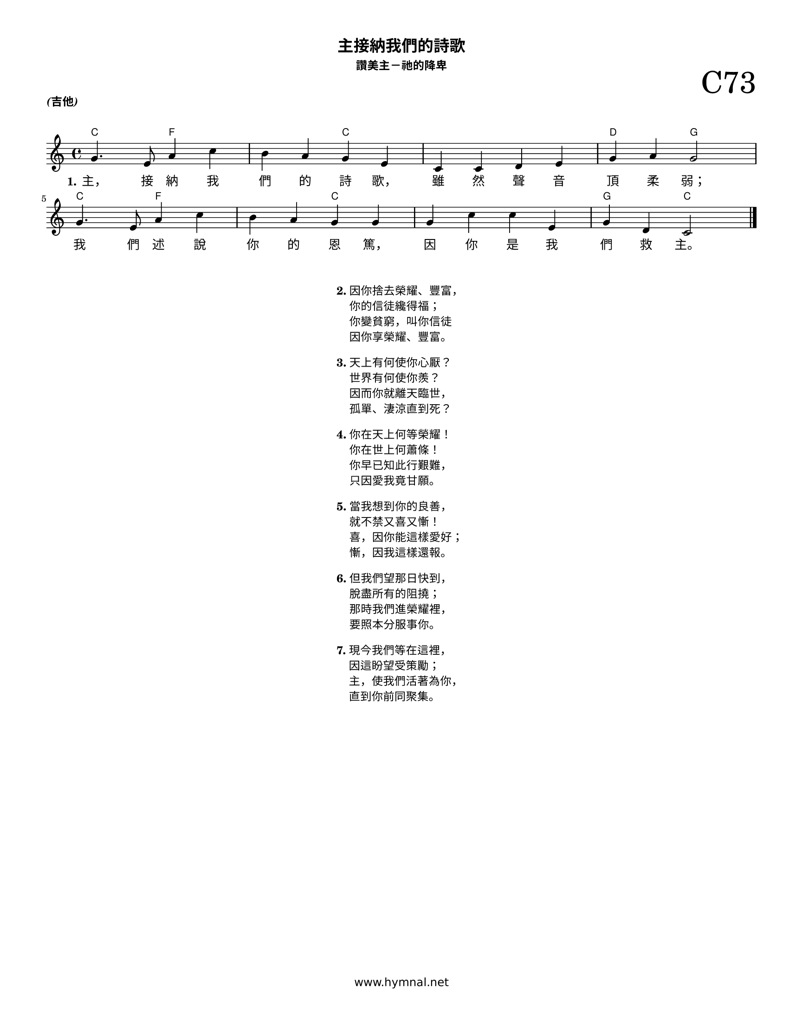 主接納我們的詩歌
讚美主－祂的降卑
C73
(吉他)
C F C D G
1. 主， 接 納 我 們 的 詩 歌， 雖 然 聲 音 頂 柔 弱；
5
C F C G C
我 們 述 說 你 的 恩 篤， 因 你 是 我 們 救 主。
2. 因你捨去榮耀、豐富，
你的信徒纔得福；
你變貧窮，叫你信徒
因你享榮耀、豐富。
3. 天上有何使你心厭？
世界有何使你羨？
因而你就離天臨世，
孤單、淒涼直到死？
4. 你在天上何等榮耀！
你在世上何蕭條！
你早已知此行艱難，
只因愛我竟甘願。
5. 當我想到你的良善，
就不禁又喜又慚！
喜，因你能這樣愛好；
慚，因我這樣還報。
6. 但我們望那日快到，
脫盡所有的阻撓；
那時我們進榮耀裡，
要照本分服事你。
7. 現今我們等在這裡，
因這盼望受策勵；
主，使我們活著為你，
直到你前同聚集。
www.hymnal.net